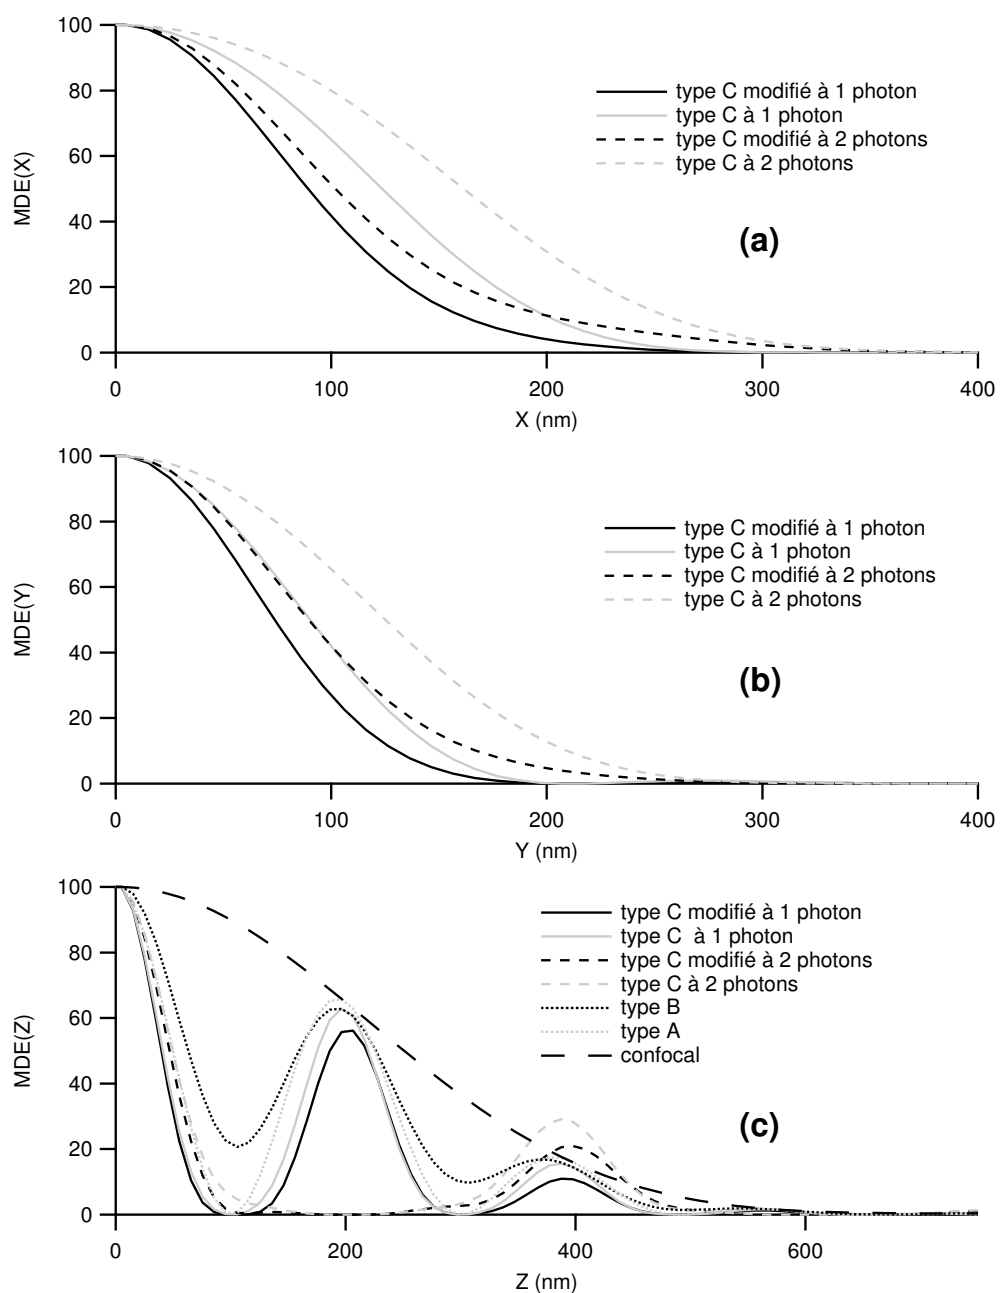 100
80
60
40
20
0
MDE(X)
type C modifié à 1 photon
type C à 1 photon
type C modifié à 2 photons
type C à 2 photons
(a)
0 100 200 300 400
X (nm)
100
80
60
40
20
0
MDE(Y)
type C modifié à 1 photon
type C à 1 photon
type C modifié à 2 photons
type C à 2 photons
(b)
0 100 200 300 400
Y (nm)
100
80
60
40
20
0
MDE(Z)
type C modifié à 1 photon
type C à 1 photon
type C modifié à 2 photons
type C à 2 photons
type B
type A
confocal
(c)
0 200 400 600
Z (nm)